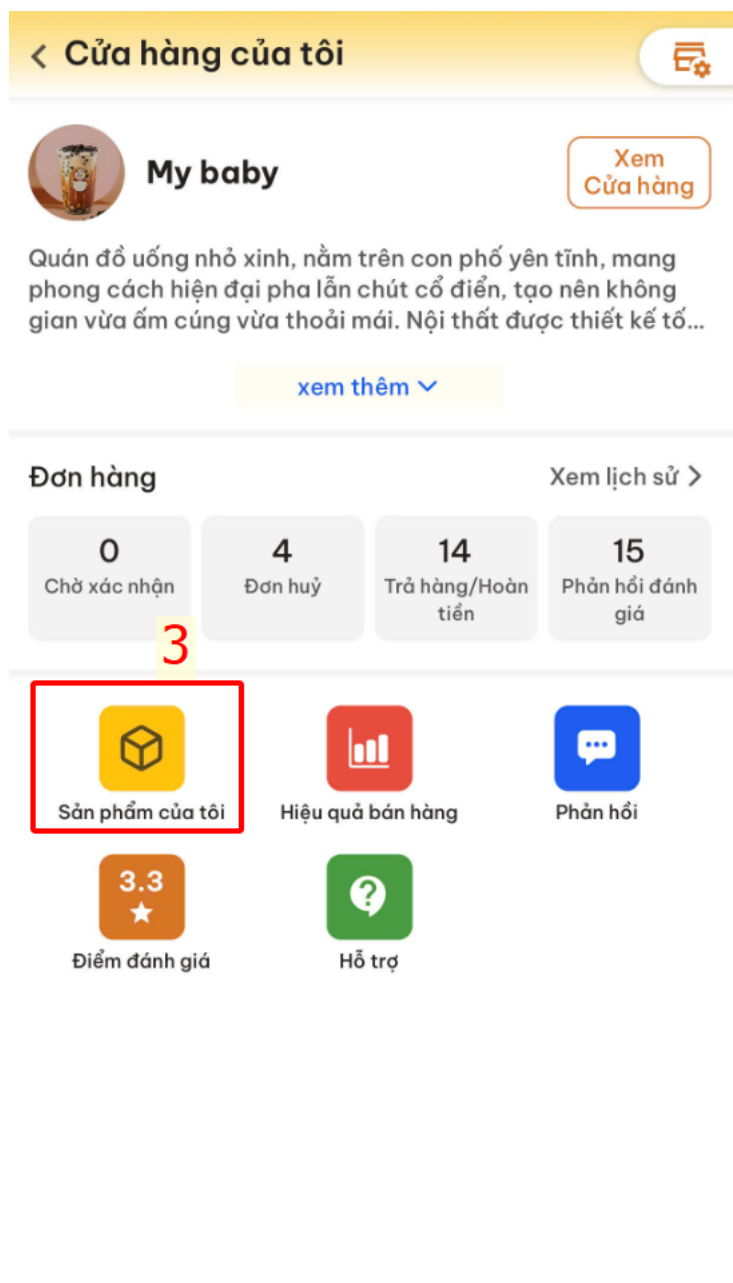 Cửa hàng của tôi
My baby
Xem
Cửa hàng
Quán đồ uống nhỏ xinh, nằm trên con phố yên tĩnh, mang
phong cách hiện đại pha lẫn chút cổ điển, tạo nên không
gian vừa ấm cúng vừa thoải mái. Nội thất được thiết kế tố...
xem thêm
Đơn hàng
Xem lịch sử
0
Chờ xác nhận
4
Đơn huỷ
14
Trả hàng/Hoàn
tiền
15
Phản hồi đánh
giá
3
Sản phẩm của tôi
Hiệu quả bán hàng
Phản hồi
3.3
Điểm đánh giá
?
Hỗ trợ